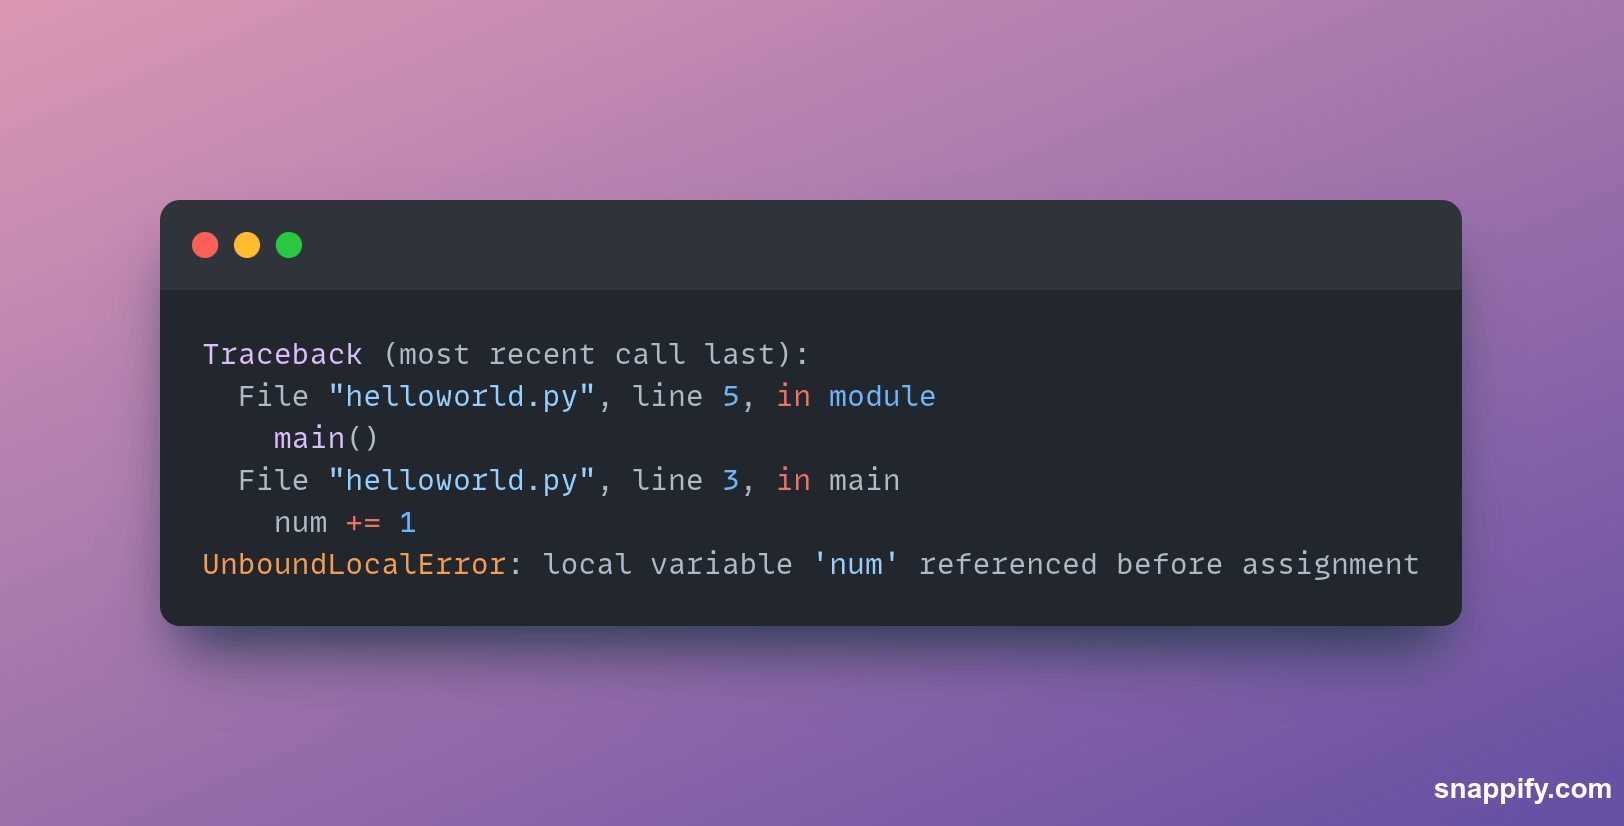 Traceback (most recent call last):
  File "helloworld.py", line 5, in module
    main()
  File "helloworld.py", line 3, in main
    num += 1
UnboundLocalError: local variable 'num' referenced before assignment
snappify.com